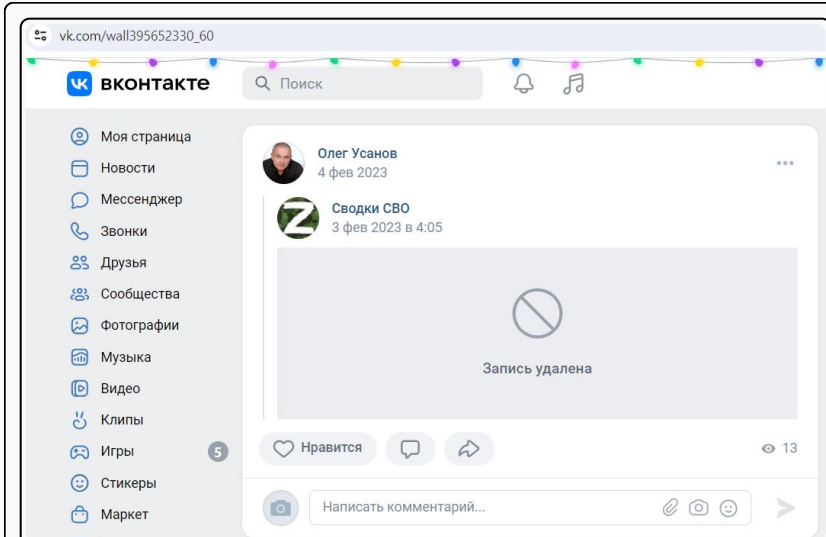 vk.com/wall395652330_60
вконтакте
Поиск
Моя страница
Новости
Мессенджер
Звонки
Друзья
Сообщества
Фотографии
Музыка
Видео
Клипы
Игры 5
Стикеры
Маркет
Олег Усанов
4 фев 2023
Z
Сводки СВО
3 фев 2023 в 4:05
Запись удалена
Нравится
13
Написать комментарий...